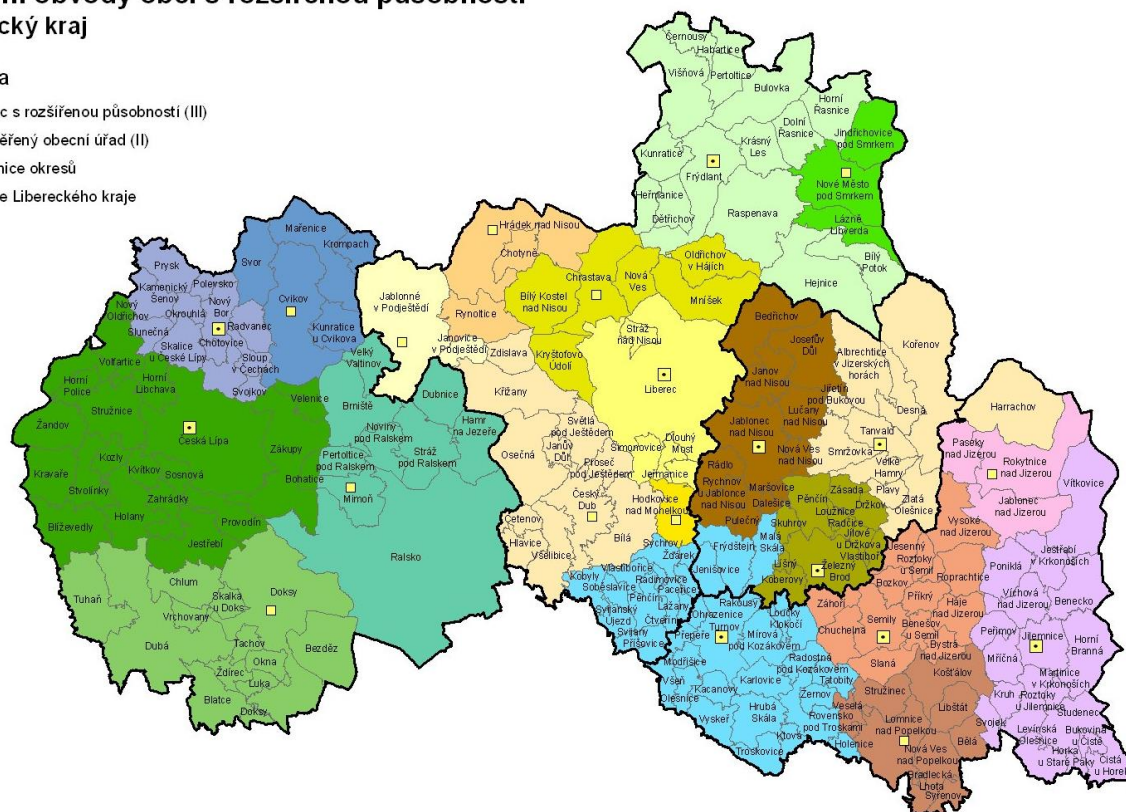 ní obvody obcí s rozšířenou působností
cký kraj
a
c s rozšířenou působností (III)
ěřený obecní úřad (II)
nice okresů
e Libereckého kraje
Černousy
Habartice
Višňová
Pertoltice
Bulovka
Horní
Řasnice
Dolní
Řasnice
Jindřichovice
pod Smrkem
Krásný
Les
Kunratice
Frýdlant
Nové Město
pod Smrkem
Heřmanice
Dětřichov
Raspenava
Lázně
Libverda
Bílý
Potok
Hejnice
Hrádek nad Nisou
Chotyně
Chrastava
Nová
Ves
Oldřichov
v Hájích
Mníšek
Bílý Kostel
nad Nisou
Rynoltice
Stráž
nad Nisou
Kryštofovo
Údolí
Liberec
Jablonné
v Podještědí
Janovice
v Podještědí
Zdislava
Křižany
Mařenice
Krompach
Svor
Cvikov
Kunratice
u Cvikova
Prysk
Kamenický
Šenov
Polevsko
Nový
Oldřichov
Okrouhlá
Nový
Bor
Radvanec
Slunečná
Chotovice
Skalice
u České Lípy
Sloup
v Čechách
Svojkov
Volfartice
Horní
Police
Horní
Libchava
Velenice
Stružnice
Žandov
Česká Lípa
Zákupy
Kozly
Kravaře
Kvítkov
Sosnová
Bohatice
Stvolínky
Zahrádky
Holany
Provodín
Blíževedly
Jestřebí
Velký
Valtinov
Dubnice
Brniště
Hamr
na Jezeře
Noviny
pod Ralskem
Stráž
pod Ralskem
Pertoltice
pod Ralskem
Mimoň
Ralsko
Chlum
Tuhaň
Skalka
u Doks
Doksy
Vrchovany
Dubá
Tachov
Bezděz
Okna
Ždírec
Luka
Blatce
Doksy
Světlá
pod Ještědem
Osečná
Janův
Důl
Proseč
pod Ještědem
Šimonovice
Dlouhý
Most
Jeřmanice
Český
Dub
Hodkovice
nad Mohelkou
Cetenov
Hlavice
Bílá
Všelibice
Sychrov
Žďárek
Vlastibořice
Kobyly
Soběslavice
Radimovice
Paceřice
Pěnčín
Lažany
Svijanský
Újezd
Čtveřín
Svijany
Příšovice
Bedřichov
Josefův
Důl
Janov
nad Nisou
Albrechtice
v Jizerských
horách
Kořenov
Jiřetín
pod Bukovou
Lučany
nad Nisou
Desná
Jablonec
nad Nisou
Tanvald
Smržovka
Nová Ves
nad Nisou
Rádlo
Velké
Hamry
Rychnov
u Jablonce
nad Nisou
Maršovice
Dalešice
Plavy
Zlatá
Olešnice
Zásada
Pěnčín
Držkov
Loužnice
Radčice
Pulečný
Skuhrov
Jílové
u Držkova
Vlastiboř
Malá
Skála
Frýdštejn
Jenišovice
Líšný
Železný
Brod
Koberovy
Harrachov
Paseky
nad Jizerou
Rokytnice
nad Jizerou
Vítkovice
Jablonec
nad Jizerou
Vysoké
nad Jizerou
Jestřebí
v Krkonoších
Jesenný
Roztoky
u Semil
Poniklá
Roprachtice
Bozkov
Víchová
nad Jizerou
Benecko
Příkrý
Háje
nad Jizerou
Záhoří
Semily
Benešov
u Semil
Chuchelna
Peřimov
Jilemnice
Horní
Branná
Bystrá
nad Jizerou
Mříčná
Slaná
Košťálov
Martinice
v Krkonoších
Kruh
Roztoky
u Jilemnice
Studenec
Rakousy
Ohrazenice
Loučky
Klokočí
Turnov
Přepeře
Mírová
pod Kozákovem
Modřišice
Radostná
pod Kozákovem
Všeň
Karlovice
Tatobity
Olešnice
Kacanovy
Žernov
Stružinec
Libštát
Hrubá
Skála
Veselá
Rovensko
pod Troskami
Vyskeř
Lomnice
nad Popelkou
Svojek
Levínská
Olešnice
Bukovina
u Čisté
Ktová
Holenice
Bělá
Troskovice
Nová Ves
nad Popelkou
Horka
u Staré Paky
Čistá
u Horek
Bradlecká
Lhota
Syřenov